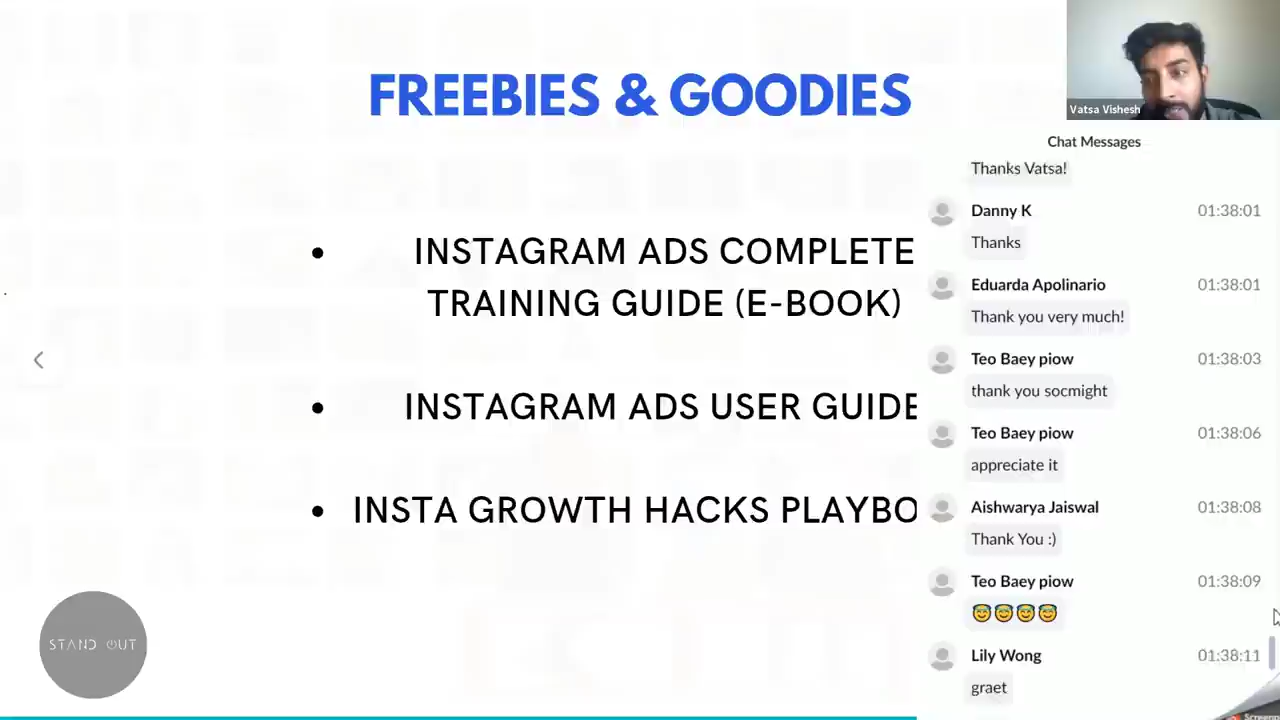 FREEBIES & GOODIES
• INSTAGRAM ADS COMPLETE
TRAINING GUIDE (E-BOOK)
• INSTAGRAM ADS USER GUIDE
• INSTA GROWTH HACKS PLAYBO
STAND OUT
Vatsa Vishesh
Chat Messages
Thanks Vatsa!
Danny K 01:38:01
Thanks
Eduarda Apolinario 01:38:01
Thank you very much!
Teo Baey piow 01:38:03
thank you socmight
Teo Baey piow 01:38:06
appreciate it
Aishwarya Jaiswal 01:38:08
Thank You :)
Teo Baey piow 01:38:09
😇😇😇😇
Lily Wong 01:38:11
graet